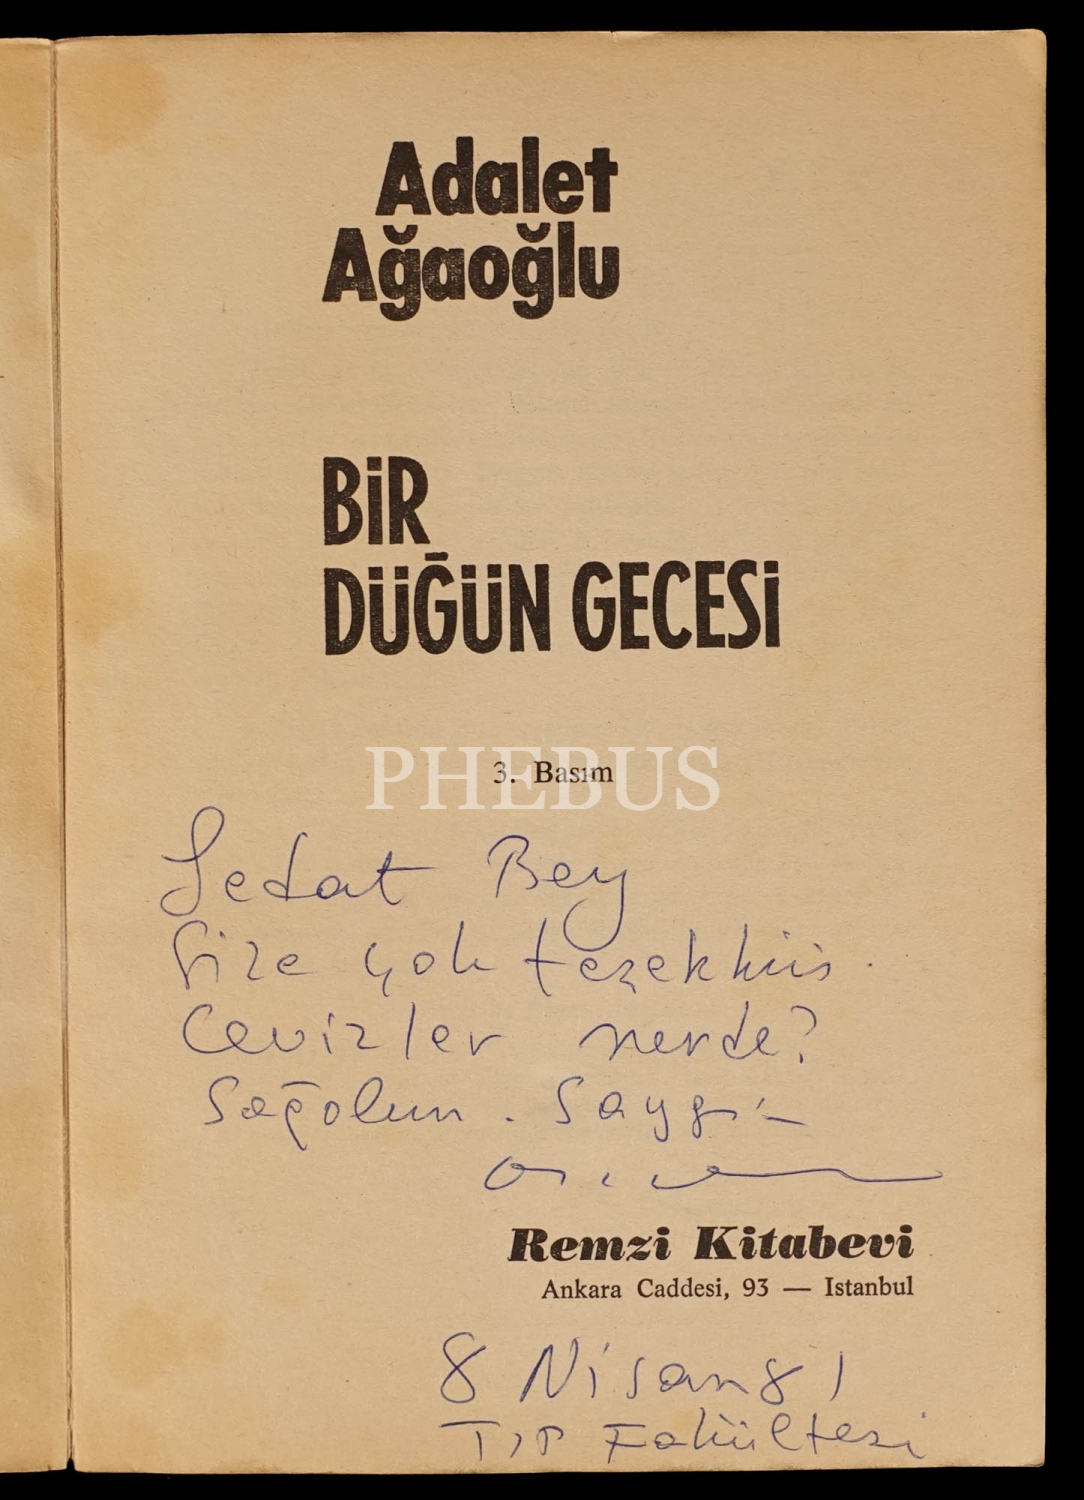 Adalet
Ağaoğlu
BİR
DÜĞÜN GECESİ
3. Basım
PHEBUS
Sedat Bey
Size çok teşekkür.
Cevizler nerde?
Sağolun. Saygı
Remzi Kitabevi
Ankara Caddesi, 93 — Istanbul
8 Nisan 81
Tıp Fakültesi